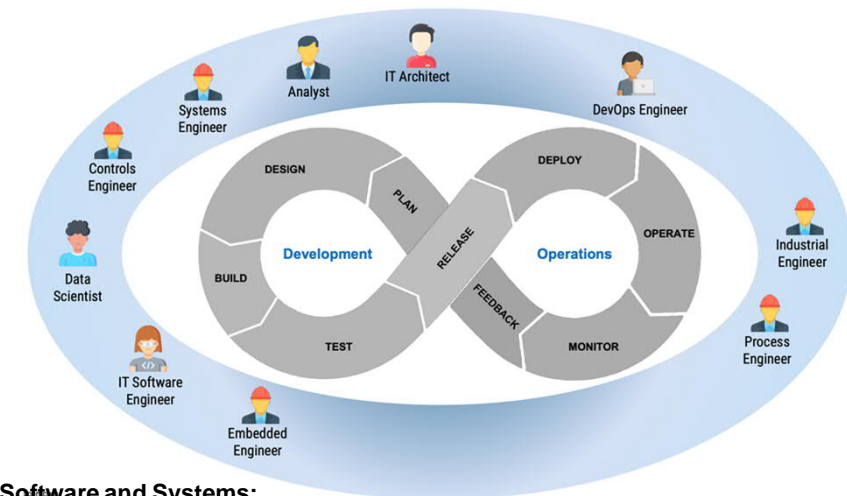 IT Architect
Analyst
DevOps Engineer
Systems
Engineer
Controls
Engineer
Data
Scientist
IT Software
Engineer
Embedded
Engineer
Industrial
Engineer
Process
Engineer
DESIGN
PLAN
BUILD
Development
TEST
RELEASE
DEPLOY
OPERATE
Operations
FEEDBACK
MONITOR
</>
Software and Systems: